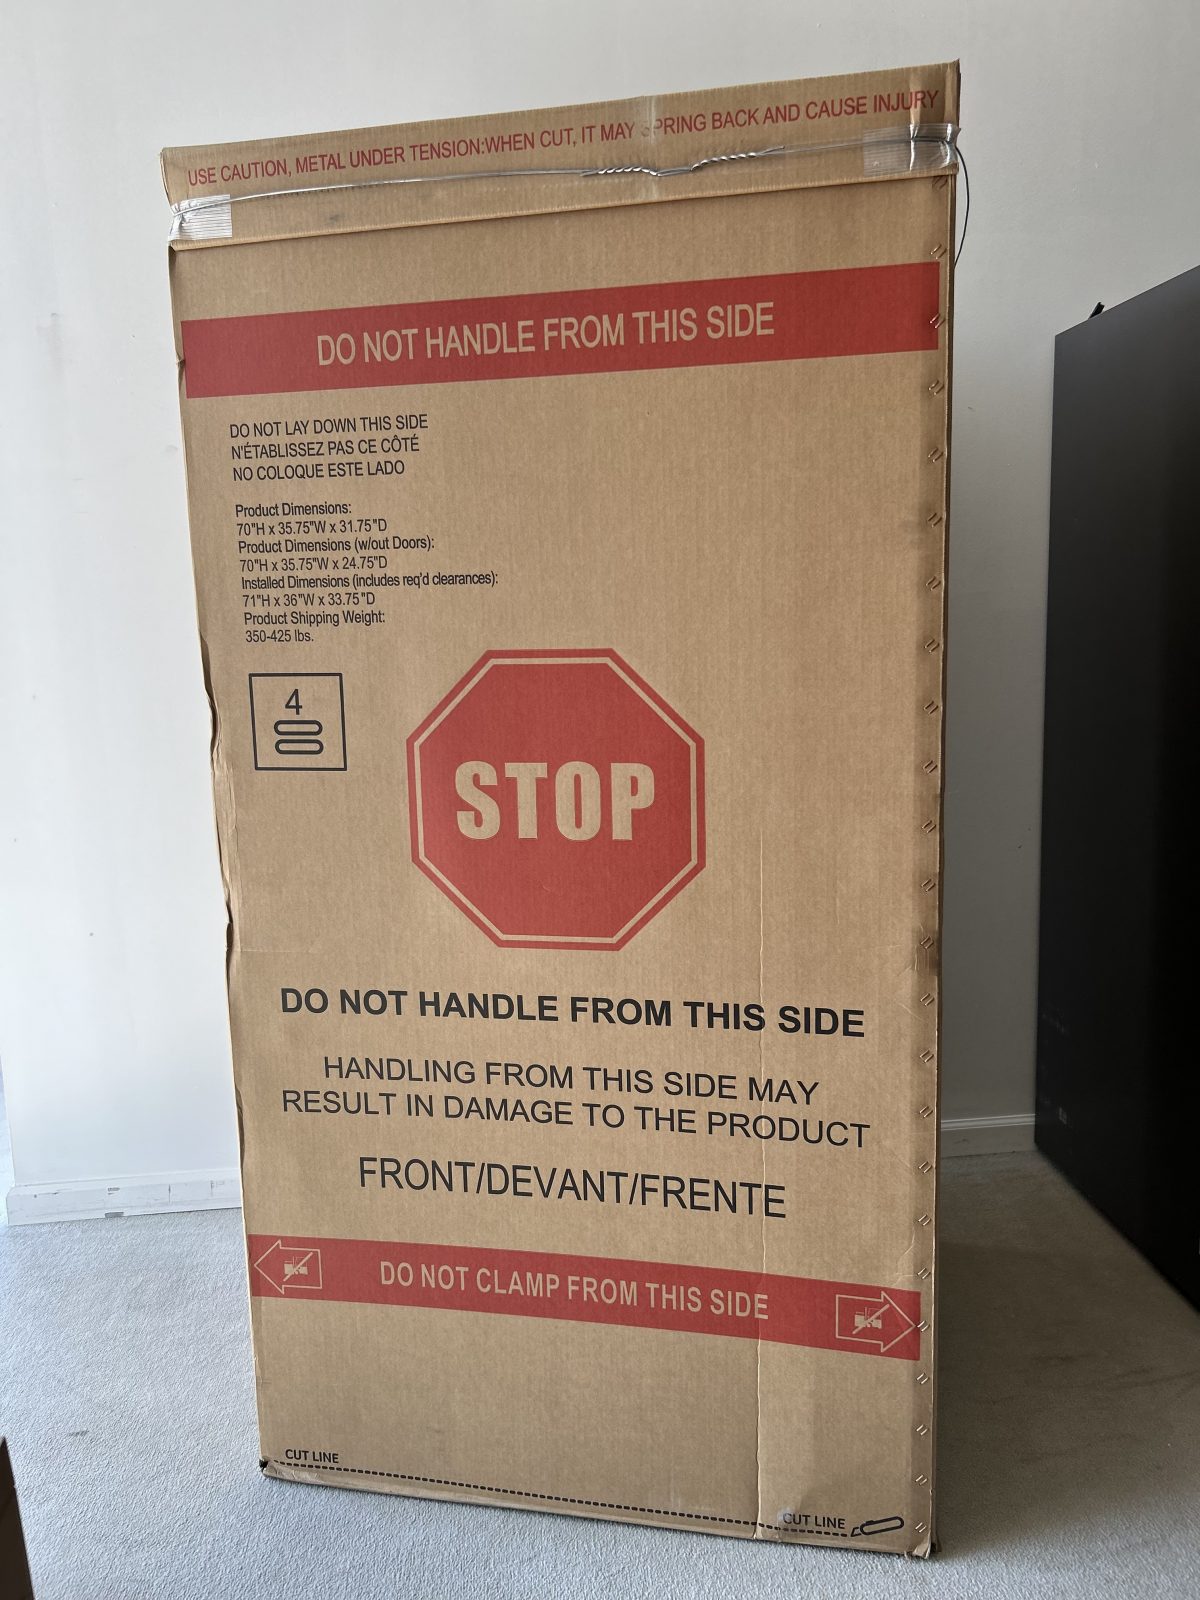 USE CAUTION, METAL UNDER TENSION:WHEN CUT, IT MAY SPRING BACK AND CAUSE INJURY
DO NOT HANDLE FROM THIS SIDE
DO NOT LAY DOWN THIS SIDE
N'ÉTABLISSEZ PAS CE CÔTÉ
NO COLOQUE ESTE LADO
Product Dimensions:
70"H x 35.75"W x 31.75"D
Product Dimensions (w/out Doors):
70"H x 35.75"W x 24.75"D
Installed Dimensions (includes req'd clearances):
71"H x 36"W x 33.75"D
Product Shipping Weight:
350-425 lbs.
4
STOP
DO NOT HANDLE FROM THIS SIDE
HANDLING FROM THIS SIDE MAY
RESULT IN DAMAGE TO THE PRODUCT
FRONT/DEVANT/FRENTE
DO NOT CLAMP FROM THIS SIDE
CUT LINE
CUT LINE